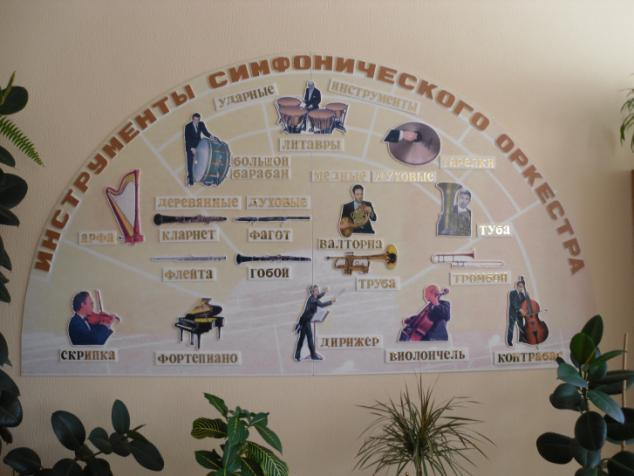 ИНСТРУМЕНТЫ СИМФОНИЧЕСКОГО ОРКЕСТРА
УДАРНЫЕ ИНСТРУМЕНТЫ
ЛИТАВРЫ
БОЛЬШОЙ
БАРАБАН
ТАРЕЛКИ
МЕДНЫЕ ДУХОВЫЕ
ДЕРЕВЯННЫЕ ДУХОВЫЕ
АРФА
КЛАРНЕТ
ФАГОТ
ВАЛТОРНА
ТУБА
ФЛЕЙТА
ГОБОЙ
ТРУБА
ТРОМБОН
СКРИПКА
ФОРТЕПИАНО
ДИРИЖЕР
ВИОЛОНЧЕЛЬ
КОНТРАБАС